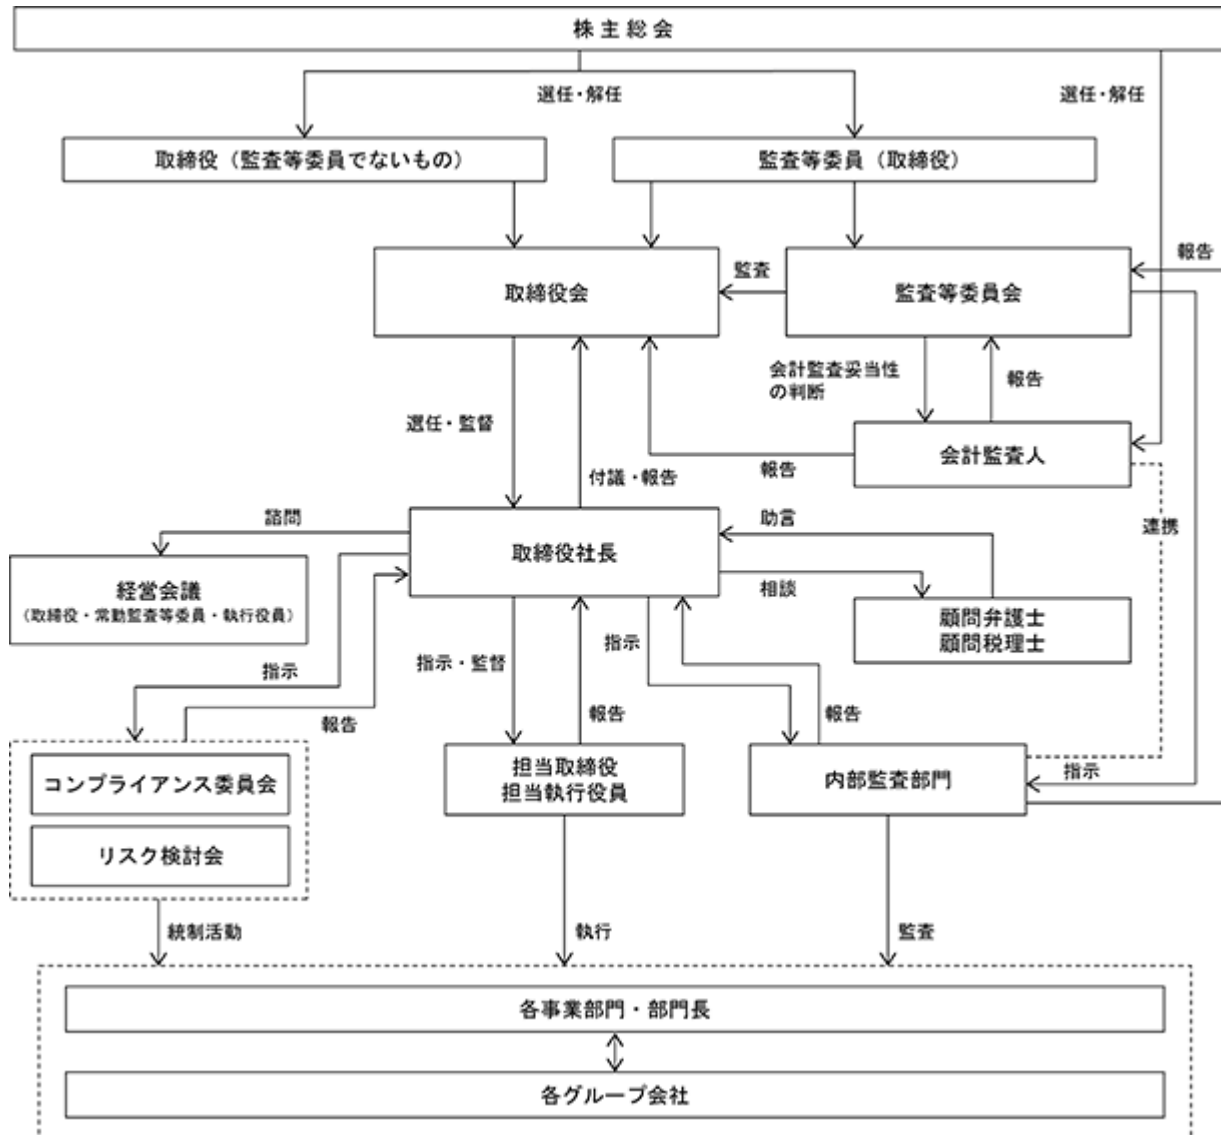 株主総会
選任・解任
選任・解任
取締役（監査等委員でないもの）
監査等委員（取締役）
報告
取締役会
監査
監査等委員会
会計監査妥当性
の判断
報告
選任・監督
付議・報告
報告
会計監査人
諮問
助言
連携
取締役社長
経営会議
（取締役・常勤監査等委員・執行役員）
相談
顧問弁護士
顧問税理士
指示
指示・監督
指示
報告
報告
報告
コンプライアンス委員会
担当取締役
担当執行役員
内部監査部門
指示
リスク検討会
統制活動
執行
監査
各事業部門・部門長
各グループ会社